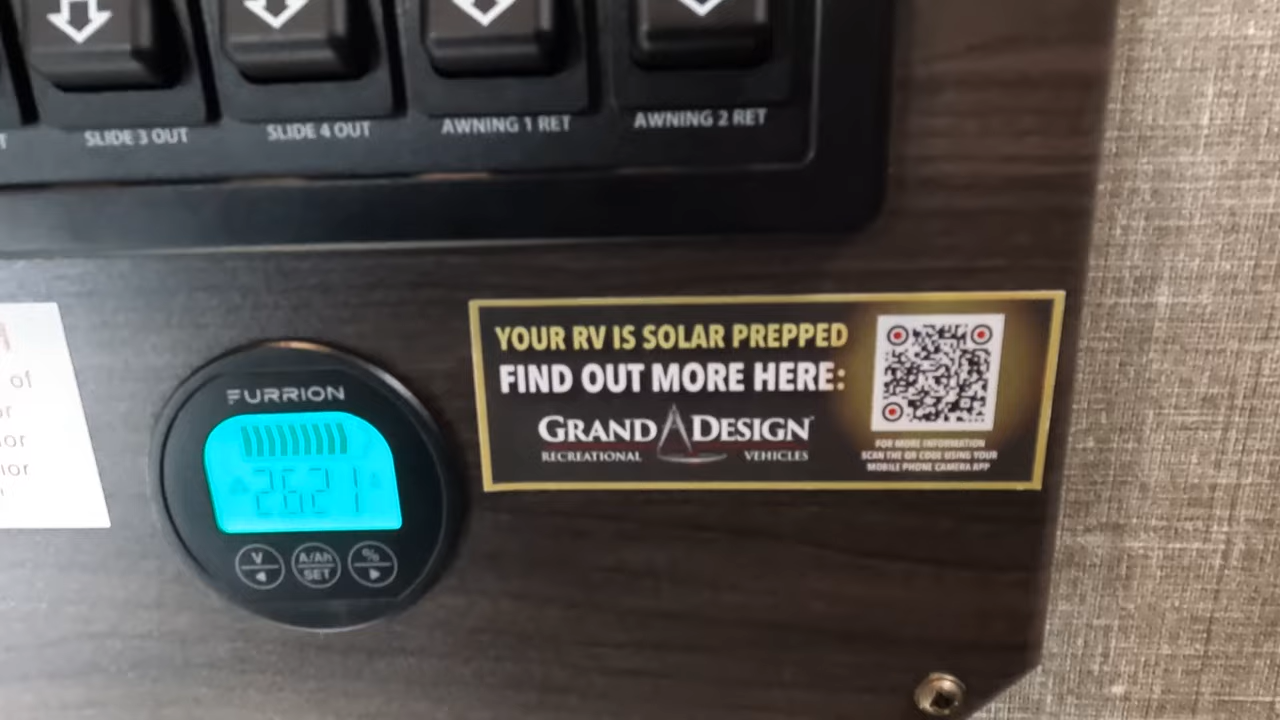 SLIDE 3 OUT
SLIDE 4 OUT
AWNING 1 RET
AWNING 2 RET
YOUR RV IS SOLAR PREPPED
FIND OUT MORE HERE:
GRAND DESIGN
RECREATIONAL VEHICLES
FOR MORE INFORMATION
SCAN THE QR CODE USING YOUR
MOBILE PHONE CAMERA APP
of
FURRION
2621
V
A/Ah
SET
%